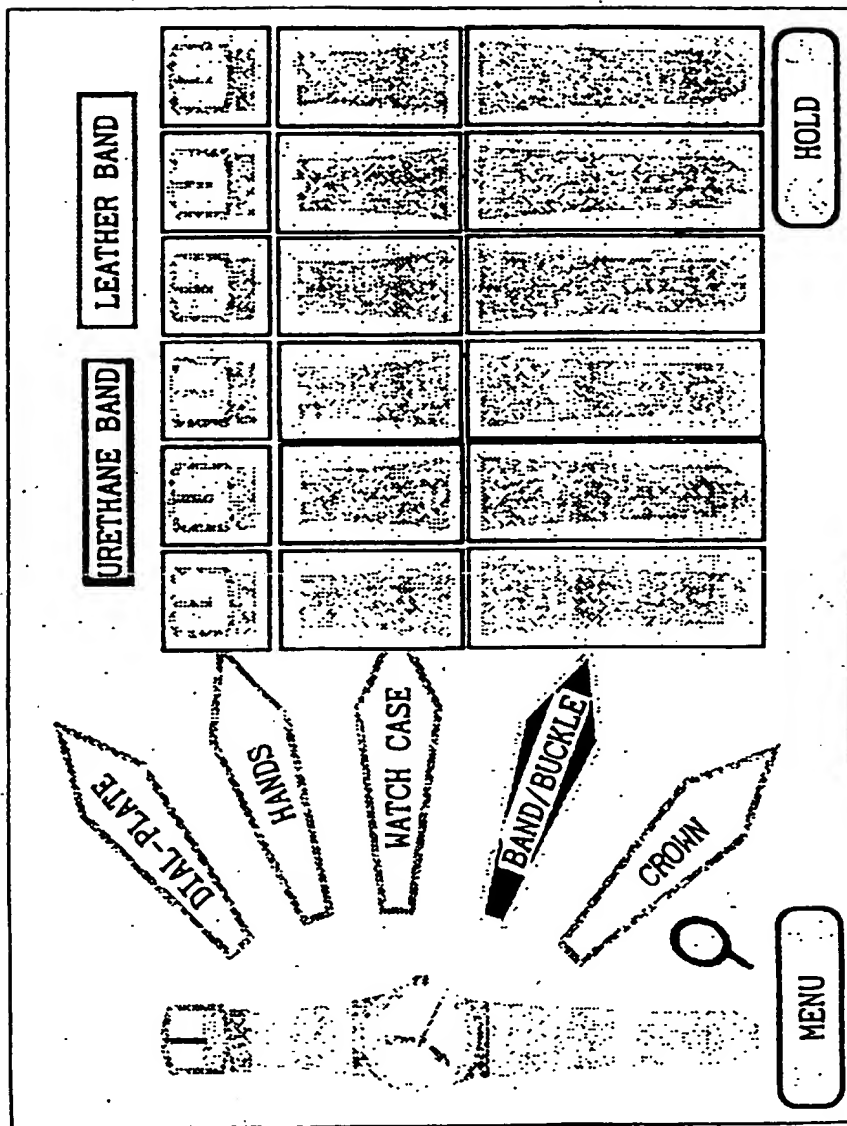 URETHANE BAND
LEATHER BAND
DIAL-PLATE
HANDS
WATCH CASE
BAND/BUCKLE
CROWN
MENU
HOLD